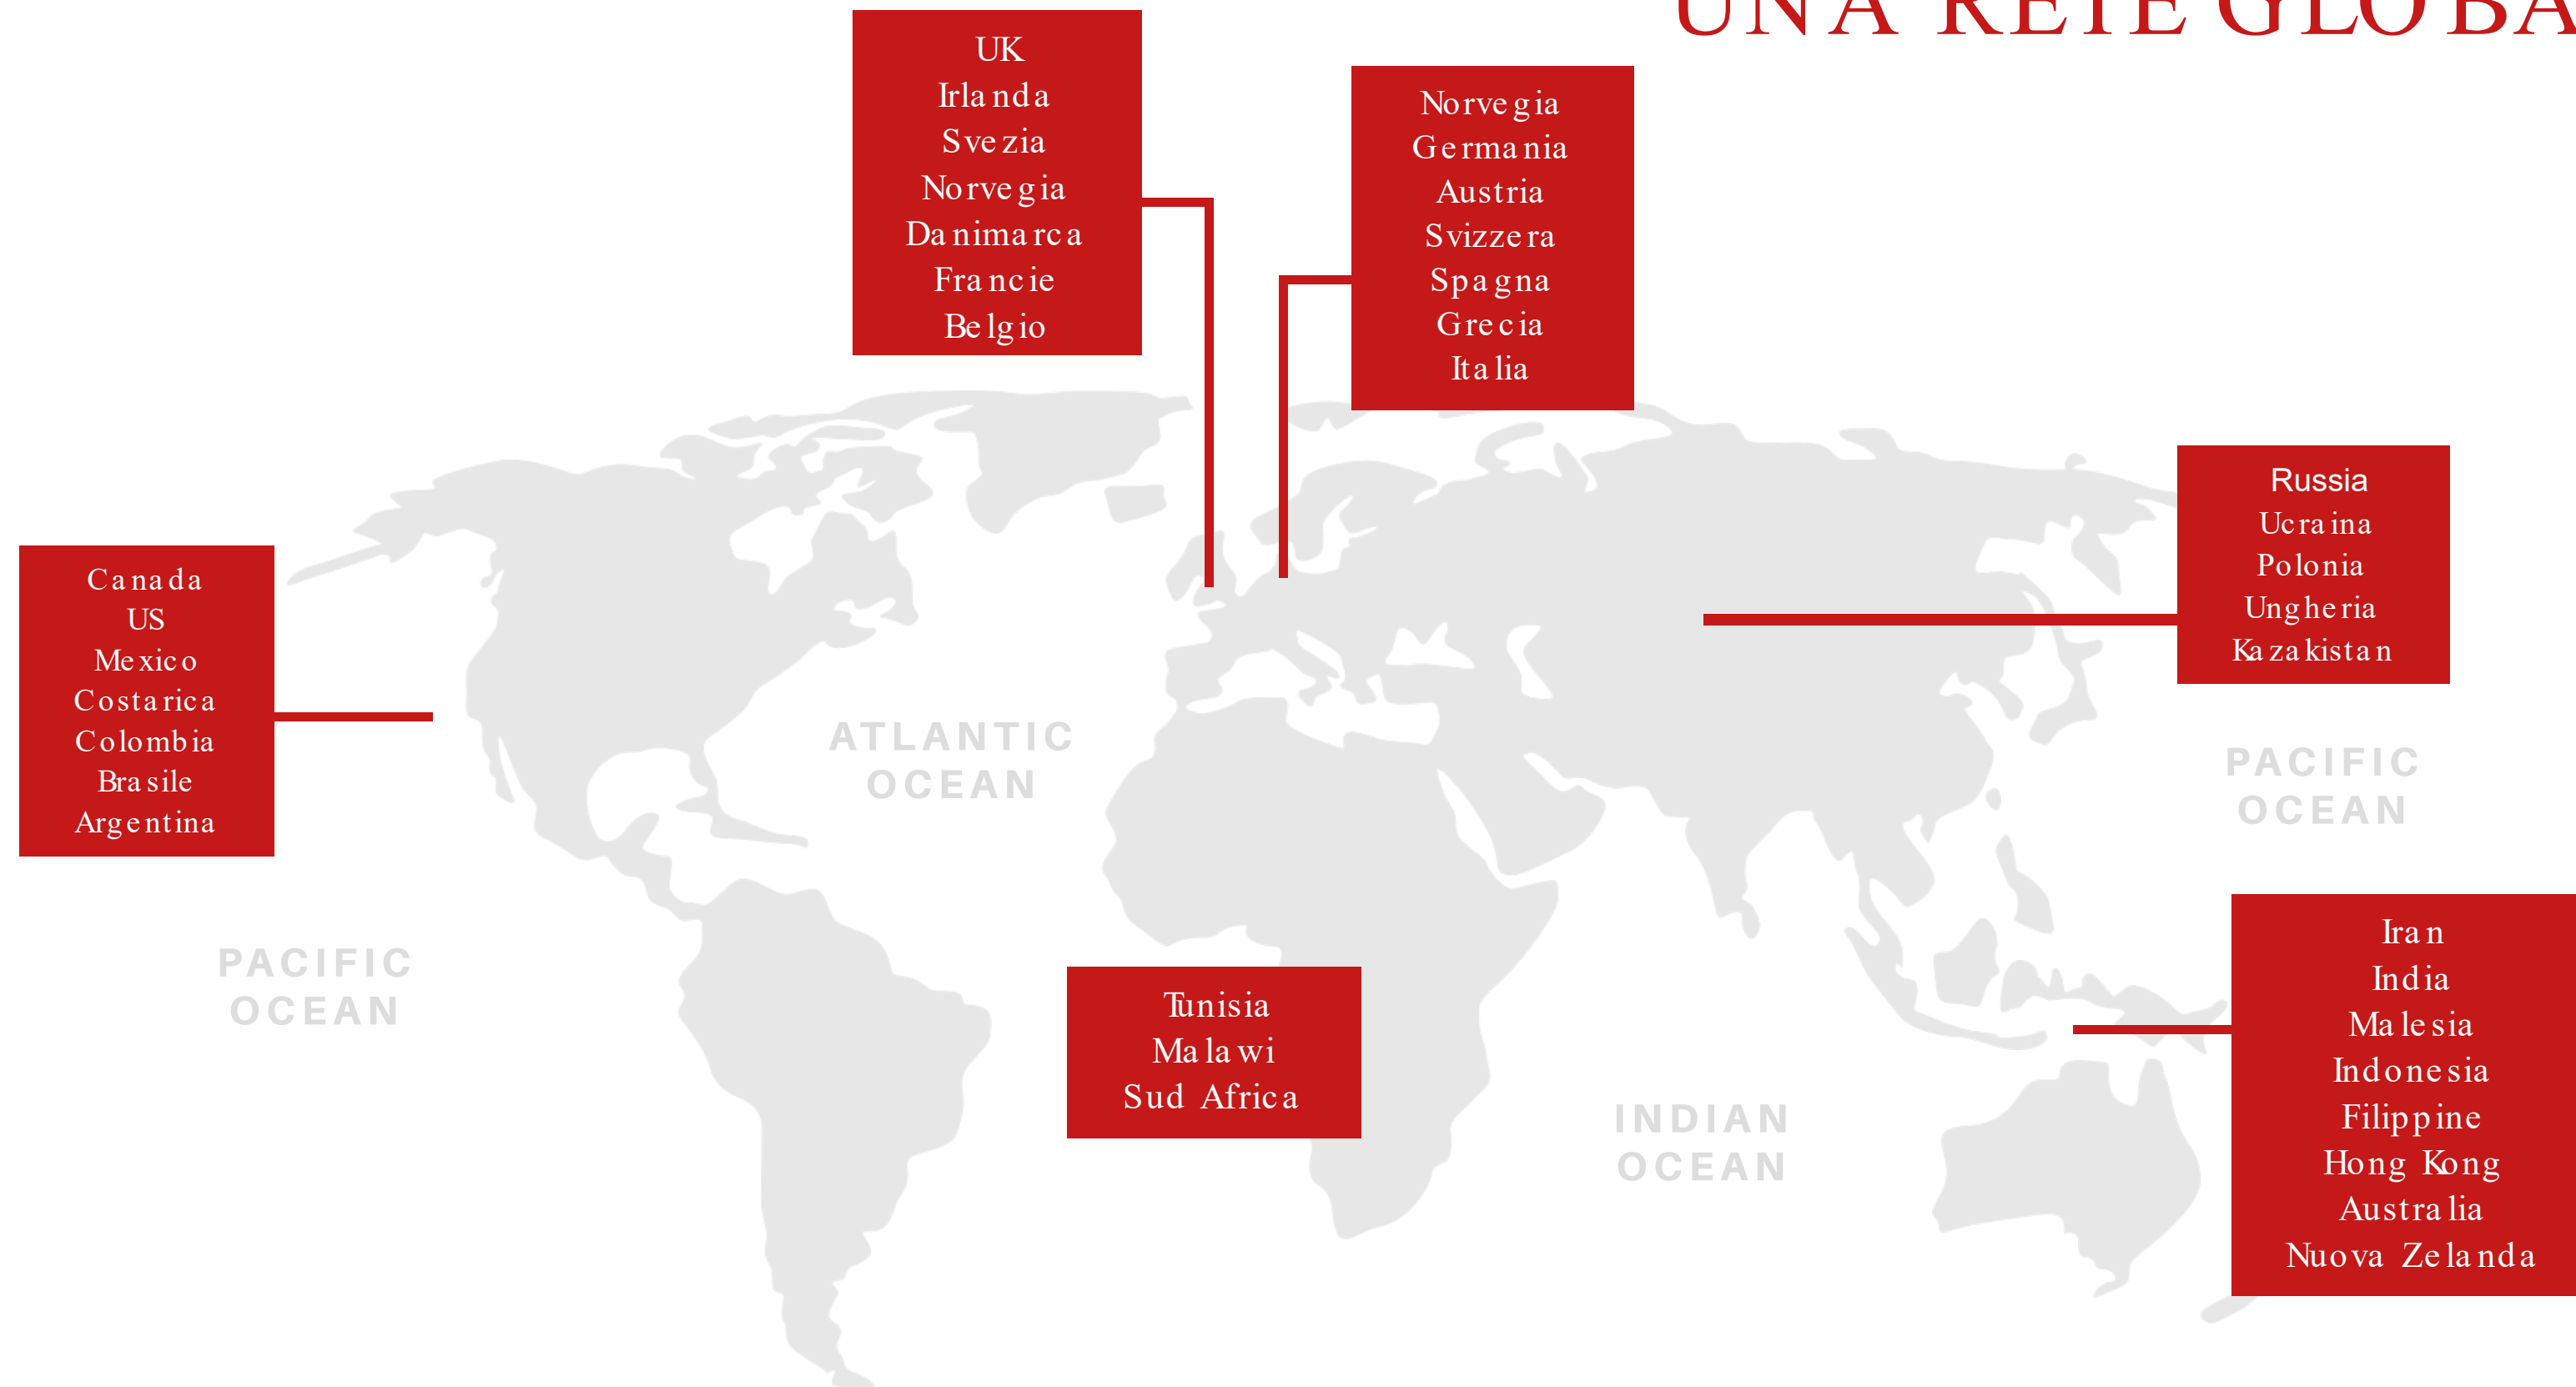 UNA RETE GLOBA
UK
Irlanda
Svezia
Norvegia
Danimarca
Francie
Belgio
Norvegia
Germania
Austria
Svizzera
Spagna
Grecia
Italia
Russia
Ucraina
Polonia
Ungheria
Kazakistan
Canada
US
Mexico
Costarica
Colombia
Brasile
Argentina
ATLANTIC
OCEAN
PACIFIC
OCEAN
PACIFIC
OCEAN
Tunisia
Malawi
Sud Africa
INDIAN
OCEAN
Iran
India
Malesia
Indonesia
Filippine
Hong Kong
Australia
Nuova Zelanda